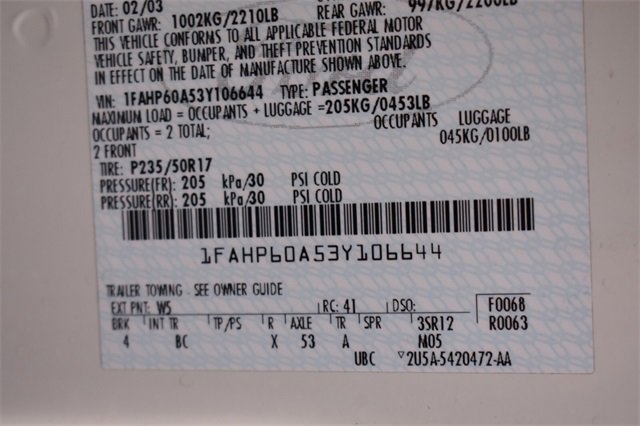 DATE: 02/03
FRONT GAWR: 1002KG/2210LB REAR GAWR: 997KG/2200LB
THIS VEHICLE CONFORMS TO ALL APPLICABLE FEDERAL MOTOR
VEHICLE SAFETY, BUMPER, AND THEFT PREVENTION STANDARDS
IN EFFECT ON THE DATE OF MANUFACTURE SHOWN ABOVE.
VIN: 1FAHP60A53Y106644 TYPE: PASSENGER
MAXIMUM LOAD = OCCUPANTS + LUGGAGE =205KG/0453LB
OCCUPANTS = 2 TOTAL; OCCUPANTS LUGGAGE
2 FRONT 045KG/0100LB
TIRE: P235/50R17
PRESSURE(FR): 205 kPa/30 PSI COLD
PRESSURE(RR): 205 kPa/30 PSI COLD
1FAHP60A53Y106644
TRAILER TOWING - SEE OWNER GUIDE
EXT PNT: W5 RC: 41 DSO: F0068
BRK INT TR TP/PS R AXLE TR SPR 3SR12 R0063
4 BC X 53 A M05
UBC ▽2U5A-5420472-AA